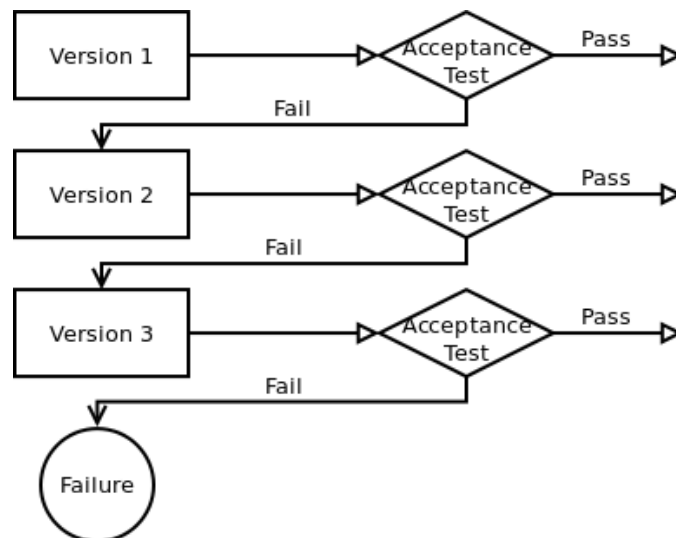 Version 1
Acceptance
Test
Pass
Fail
Version 2
Acceptance
Test
Pass
Fail
Version 3
Acceptance
Test
Pass
Fail
Failure